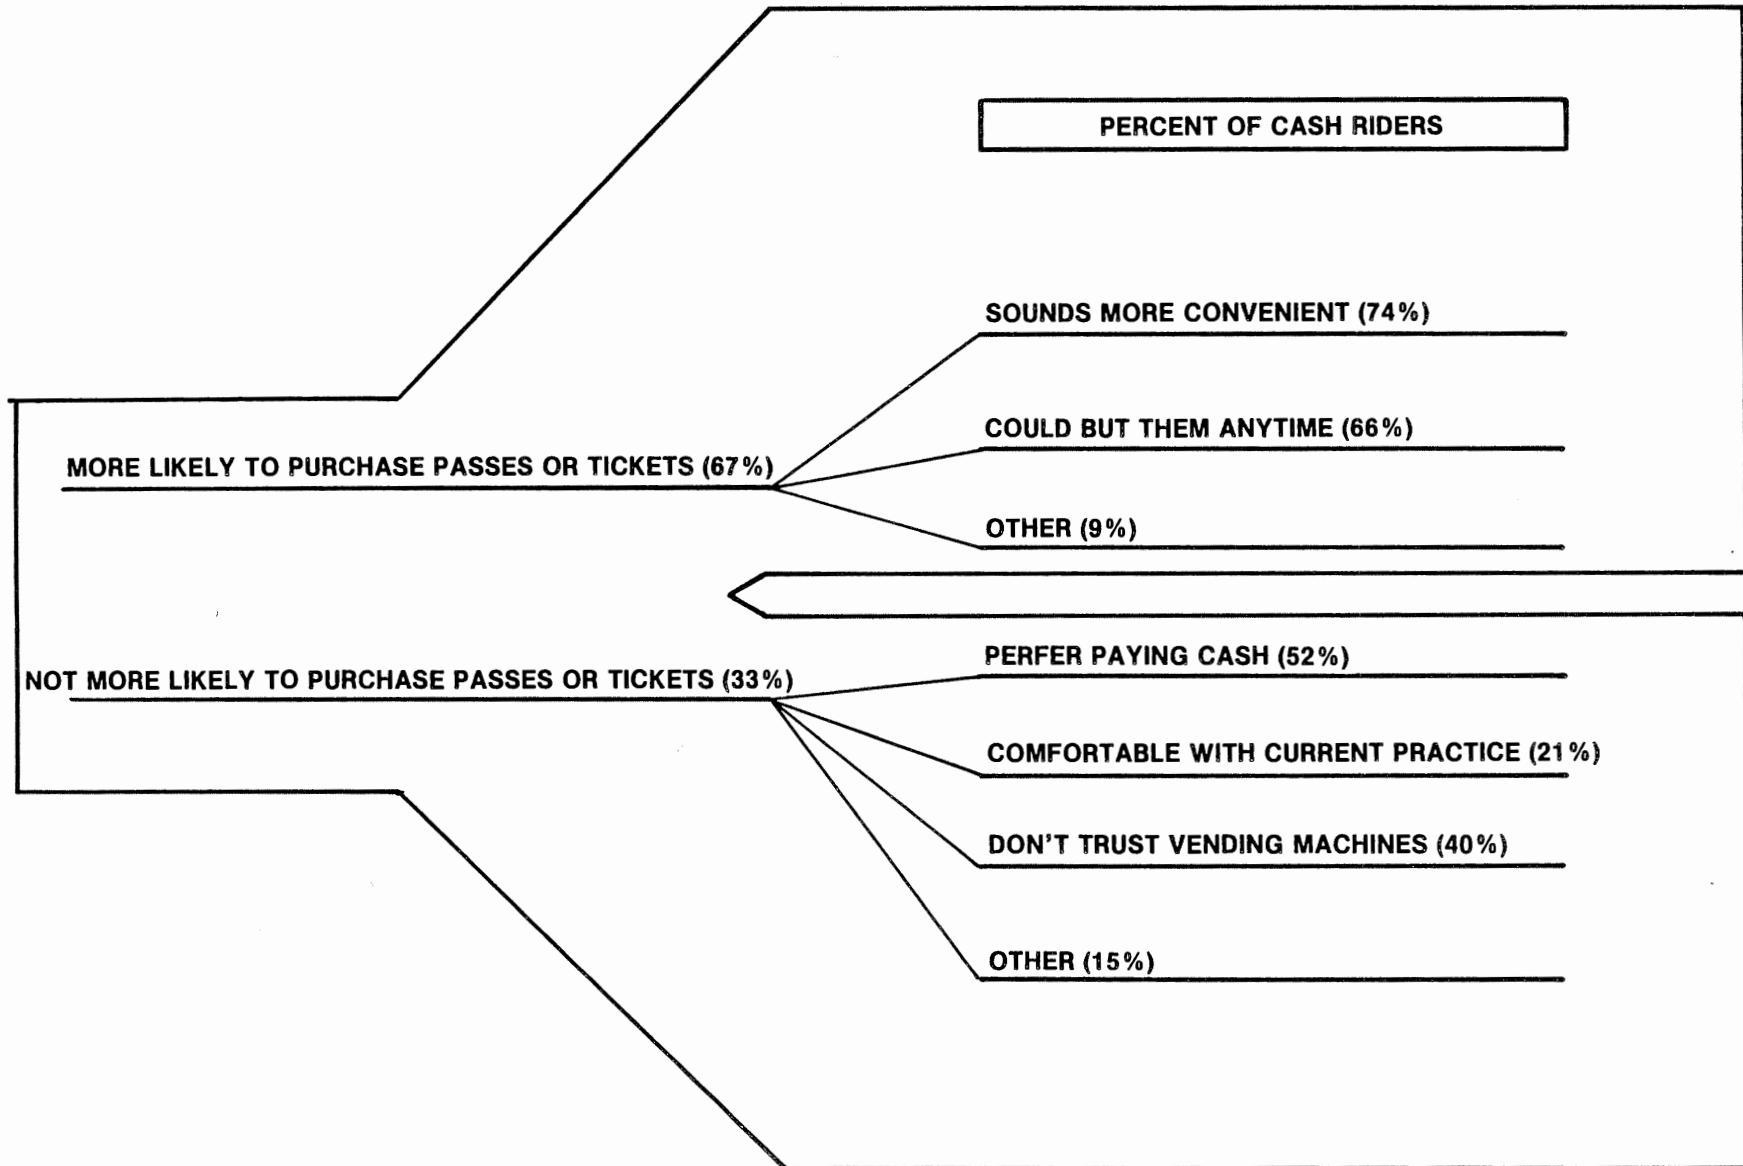 PERCENT OF CASH RIDERS
SOUNDS MORE CONVENIENT (74%)
COULD BUT THEM ANYTIME (66%)
MORE LIKELY TO PURCHASE PASSES OR TICKETS (67%)
OTHER (9%)
PERFER PAYING CASH (52%)
NOT MORE LIKELY TO PURCHASE PASSES OR TICKETS (33%)
COMFORTABLE WITH CURRENT PRACTICE (21%)
DON'T TRUST VENDING MACHINES (40%)
OTHER (15%)